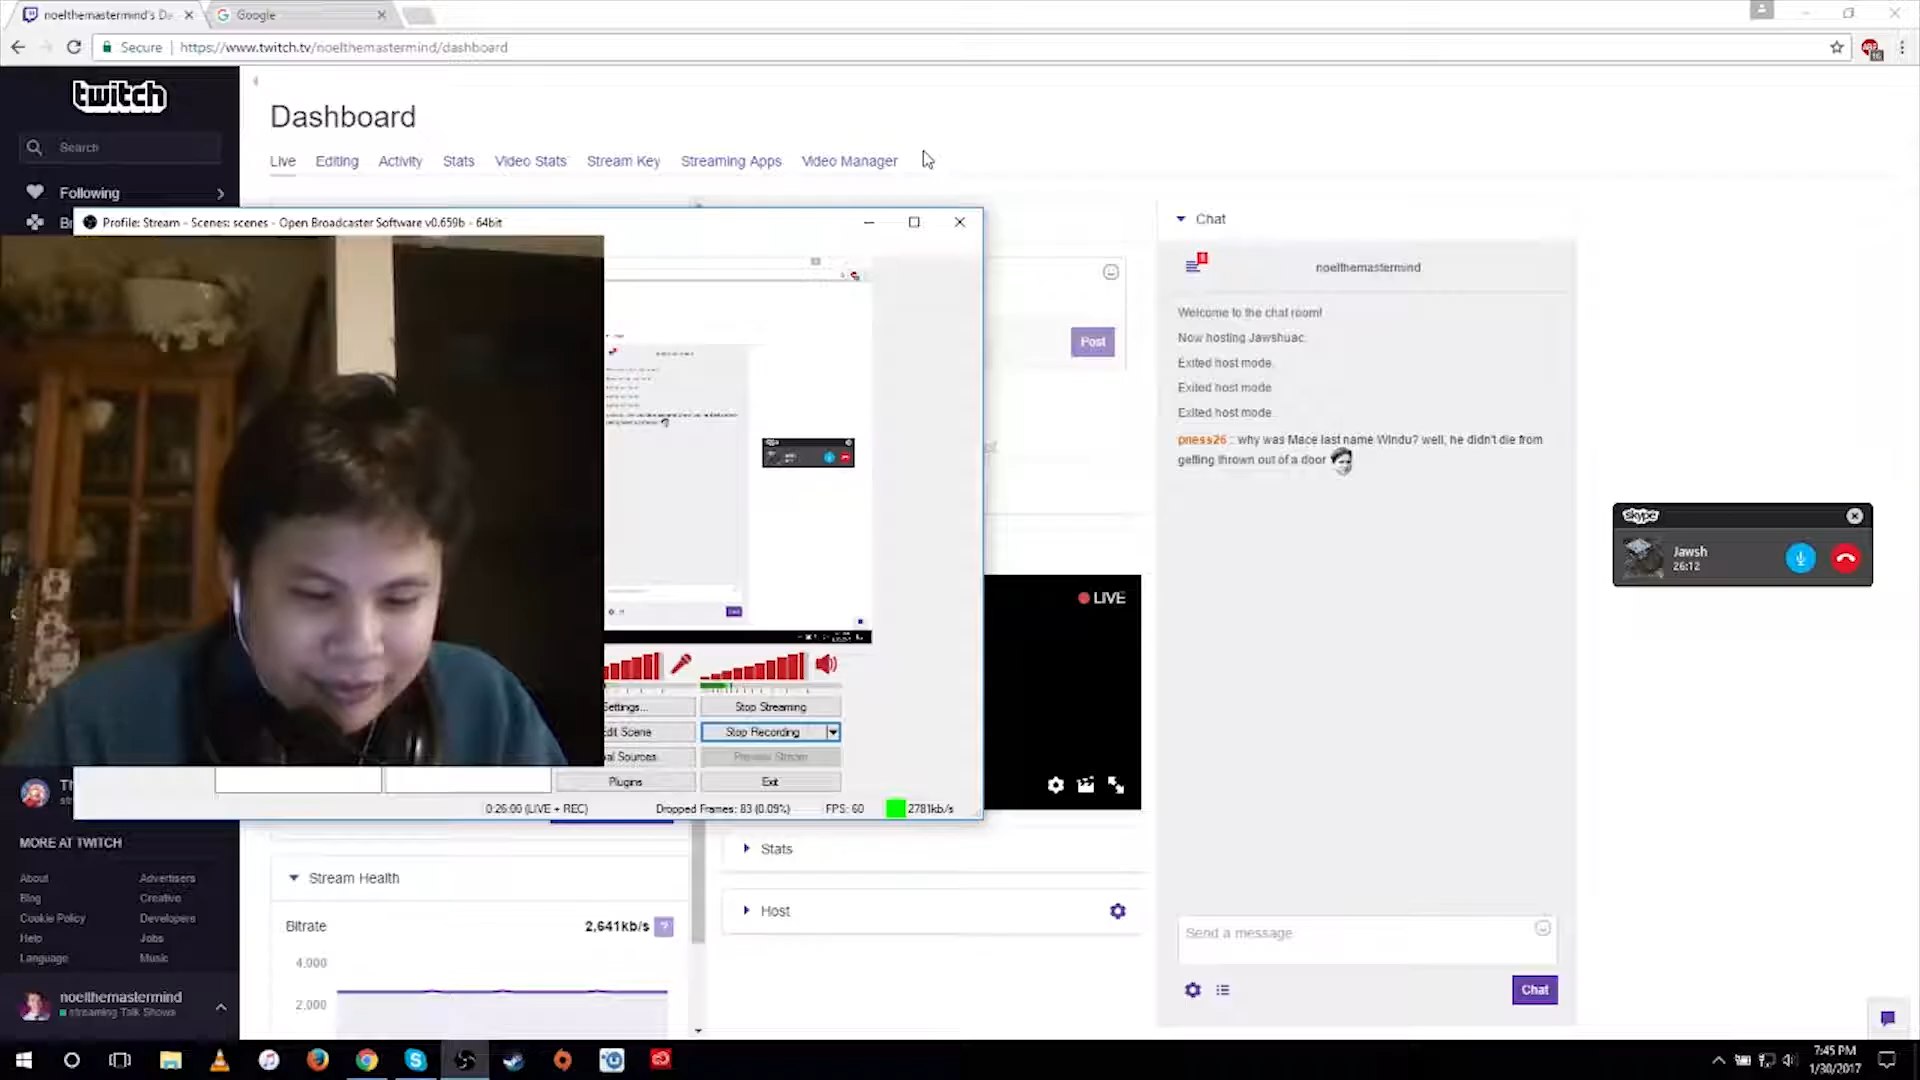 noelthemastermind's Da
Google
Secure
https://www.twitch.tv/noelthemastermind/dashboard
twitch
Search
Following
Dashboard
Live
Editing
Activity
Stats
Video Stats
Stream Key
Streaming Apps
Video Manager
Profile: Stream - Scenes: scenes - Open Broadcaster Software v0.659b - 64bit
Post
LIVE
Stop Streaming
Stop Recording
Preview Stream
Plugins
Exit
0:26:00 (LIVE + REC)
Dropped Frames: 83 (0.09%)
FPS: 60
2781kb/s
Chat
noelthemastermind
Welcome to the chat room!
Now hosting Jawshuac.
Exited host mode.
Exited host mode.
Exited host mode.
pness26 : why was Mace last name Windu? well, he didn't die from
getting thrown out of a door
Send a message
Chat
skype
Jawsh
26:12
MORE AT TWITCH
About
Advertisers
Blog
Creative
Cookie Policy
Developers
Help
Jobs
Language
Music
noelthemastermind
streaming Talk Shows
Stream Health
Bitrate
2,641kb/s
?
4,000
2,000
Stats
Host
7:45 PM
1/30/2017